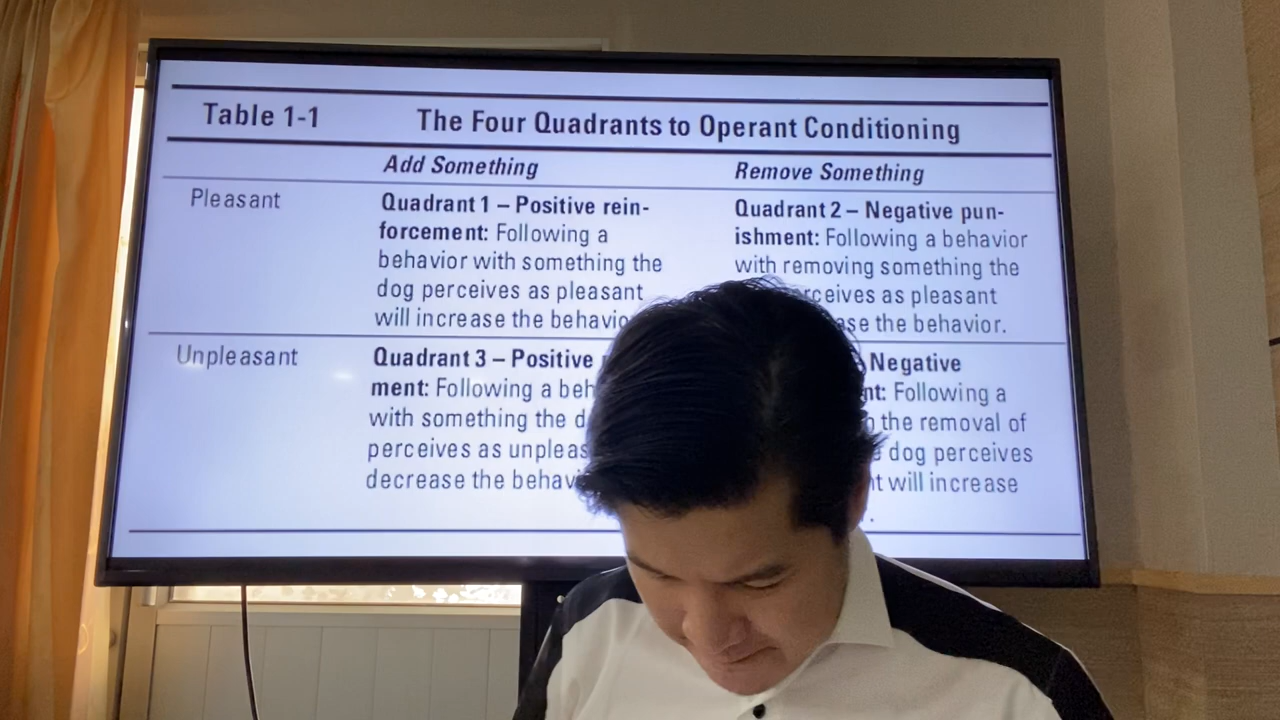 Table 1-1 The Four Quadrants to Operant Conditioning
Add Something Remove Something
Pleasant
Quadrant 1 – Positive rein-
forcement: Following a
behavior with something the
dog perceives as pleasant
will increase the
Quadrant 2 – Negative pun-
ishment: Following a behavior
with removing something the
as pleasant
the behavior.
Unpleasant
Quadrant 3 – Positive
ment: Following a
with something the
perceives as
decrease the
Negative
Following a
the removal of
dog perceives
will increase